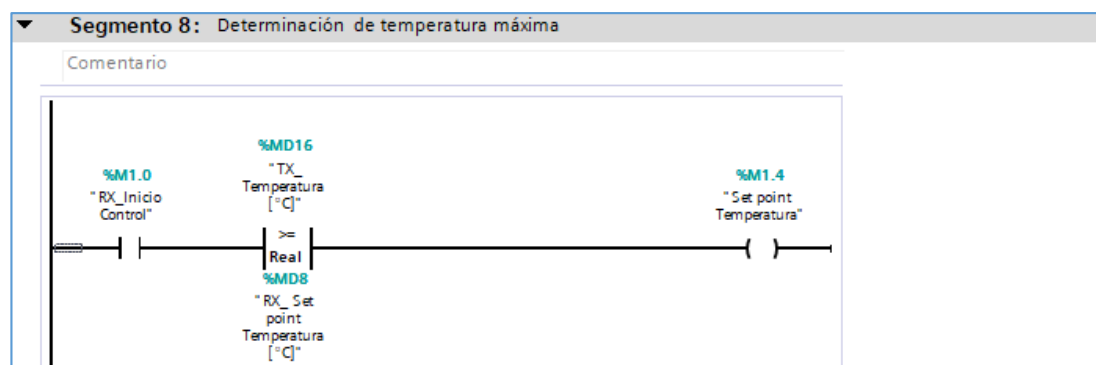 Segmento 8: Determinación de temperatura máxima
Comentario
%MD16
"TX_
Temperatura
[°C]"
%M1.0
"RX_Inicio
Control"
%M1.4
"Set point
Temperatura"
>=
Real
%MD8
"RX_ Set
point
Temperatura
[°C]"